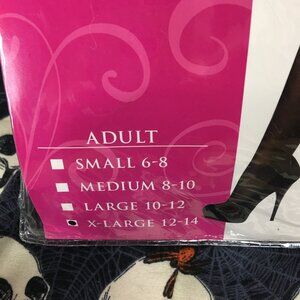 ADULT
SMALL 6-8
MEDIUM 8-10
LARGE 10-12
X-LARGE 12-14